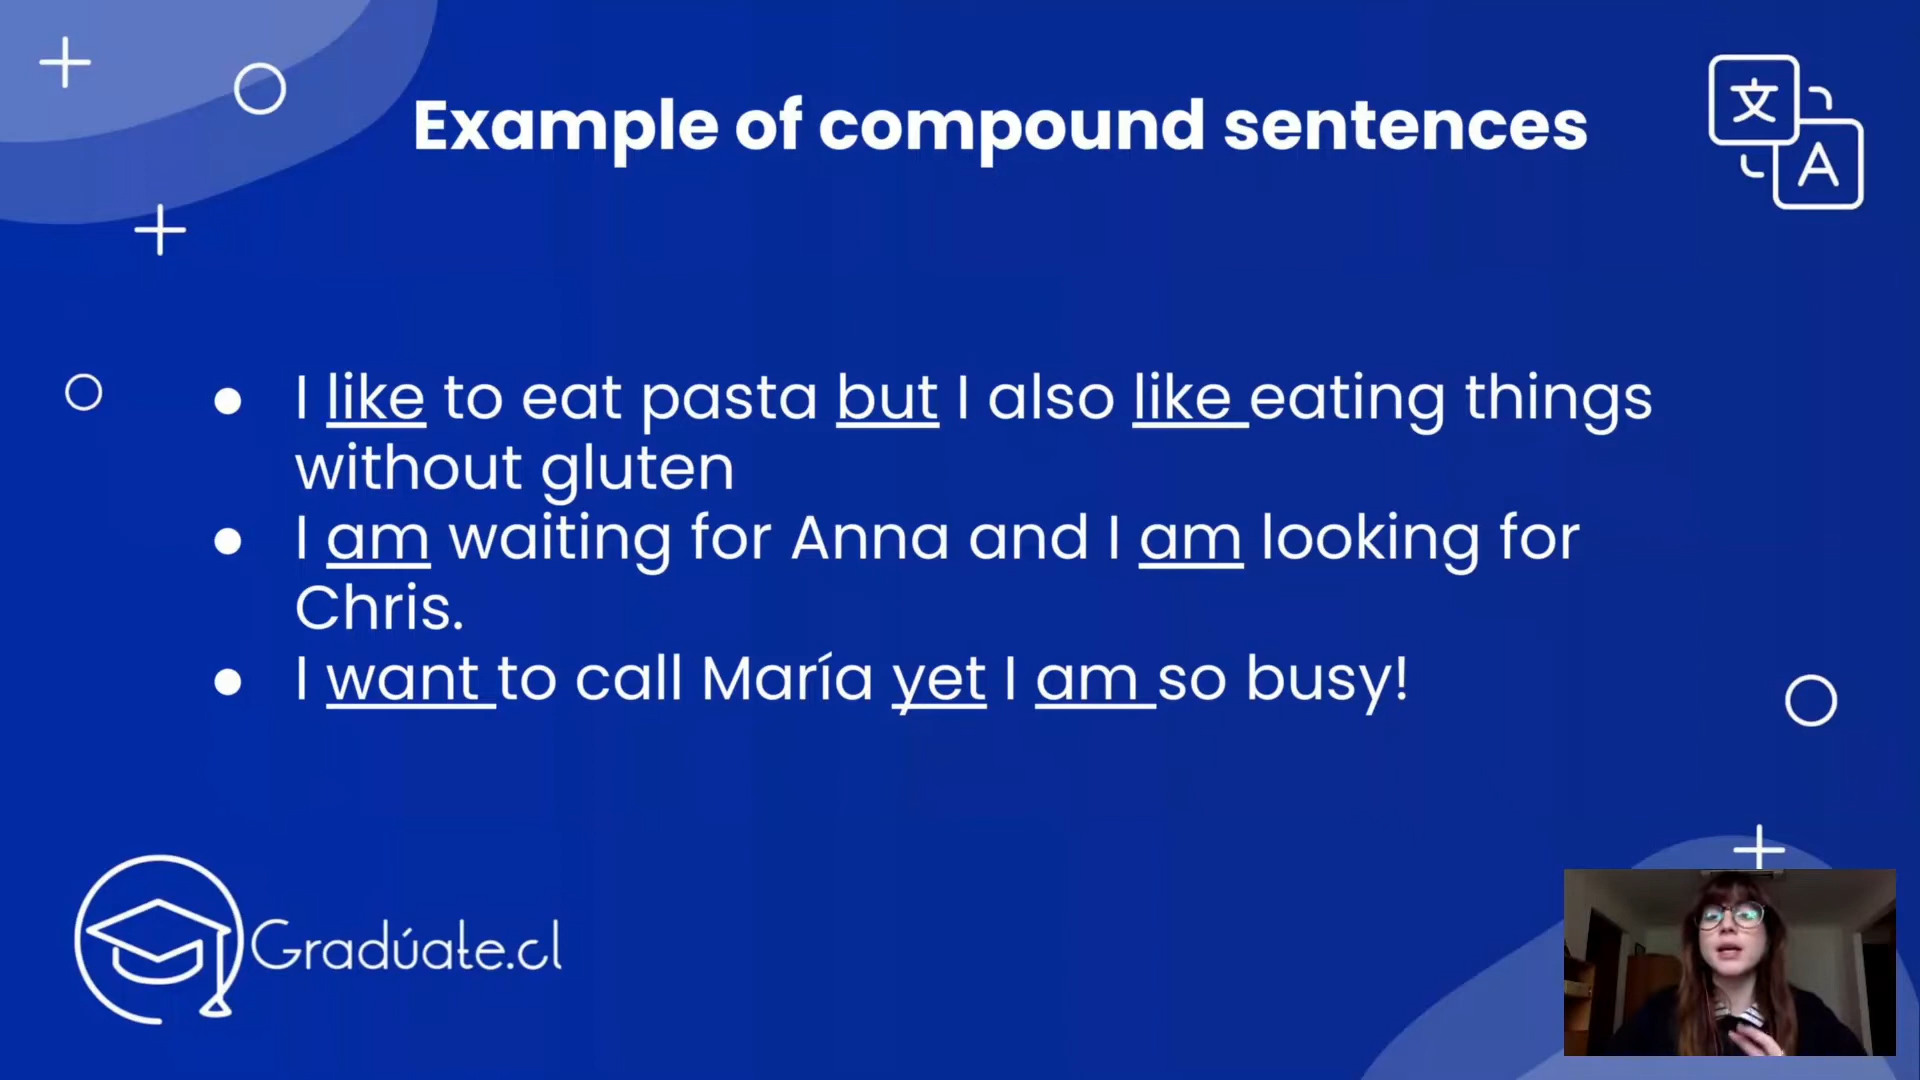 Example of compound sentences
文
A
● I like to eat pasta but I also like eating things
without gluten
● I am waiting for Anna and I am looking for
Chris.
● I want to call María yet I am so busy!
Gradúate.cl